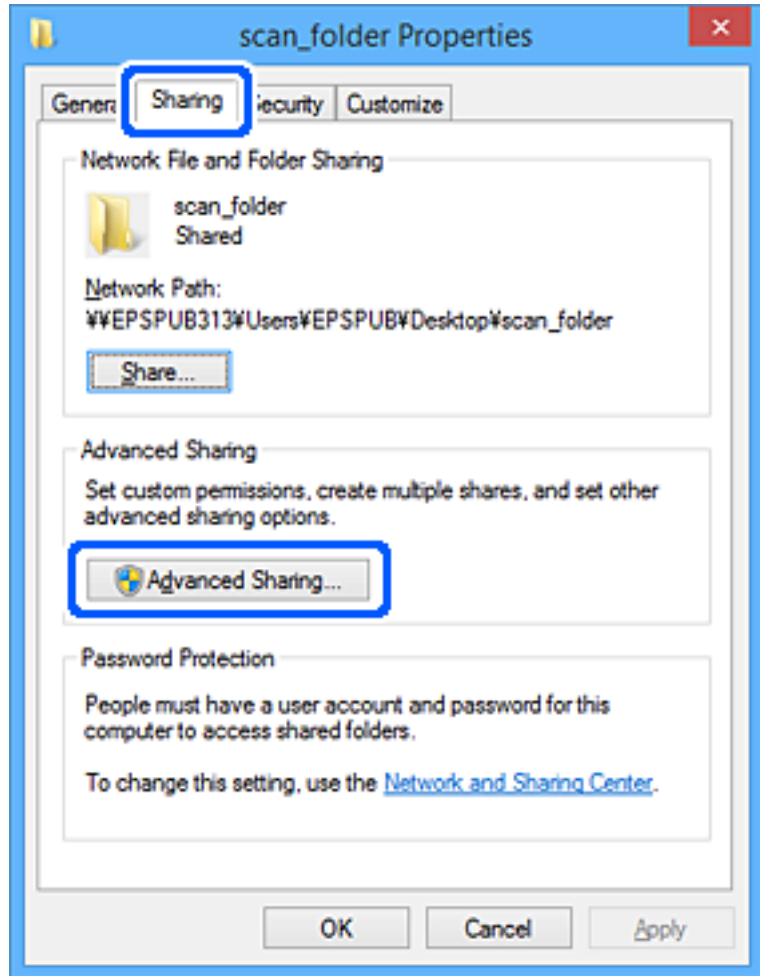 scan_folder Properties
Sharing
Customize
Network File and Folder Sharing
scan_folder
Shared
Network Path:
¥¥EPSPUB313¥Users¥EPSPUB¥Desktop¥scan_folder
Share...
Advanced Sharing
Set custom permissions, create multiple shares, and set other
advanced sharing options.
Advanced Sharing...
Password Protection
People must have a user account and password for this
computer to access shared folders.
To change this setting, use the Network and Sharing Center.
OK Cancel Apply